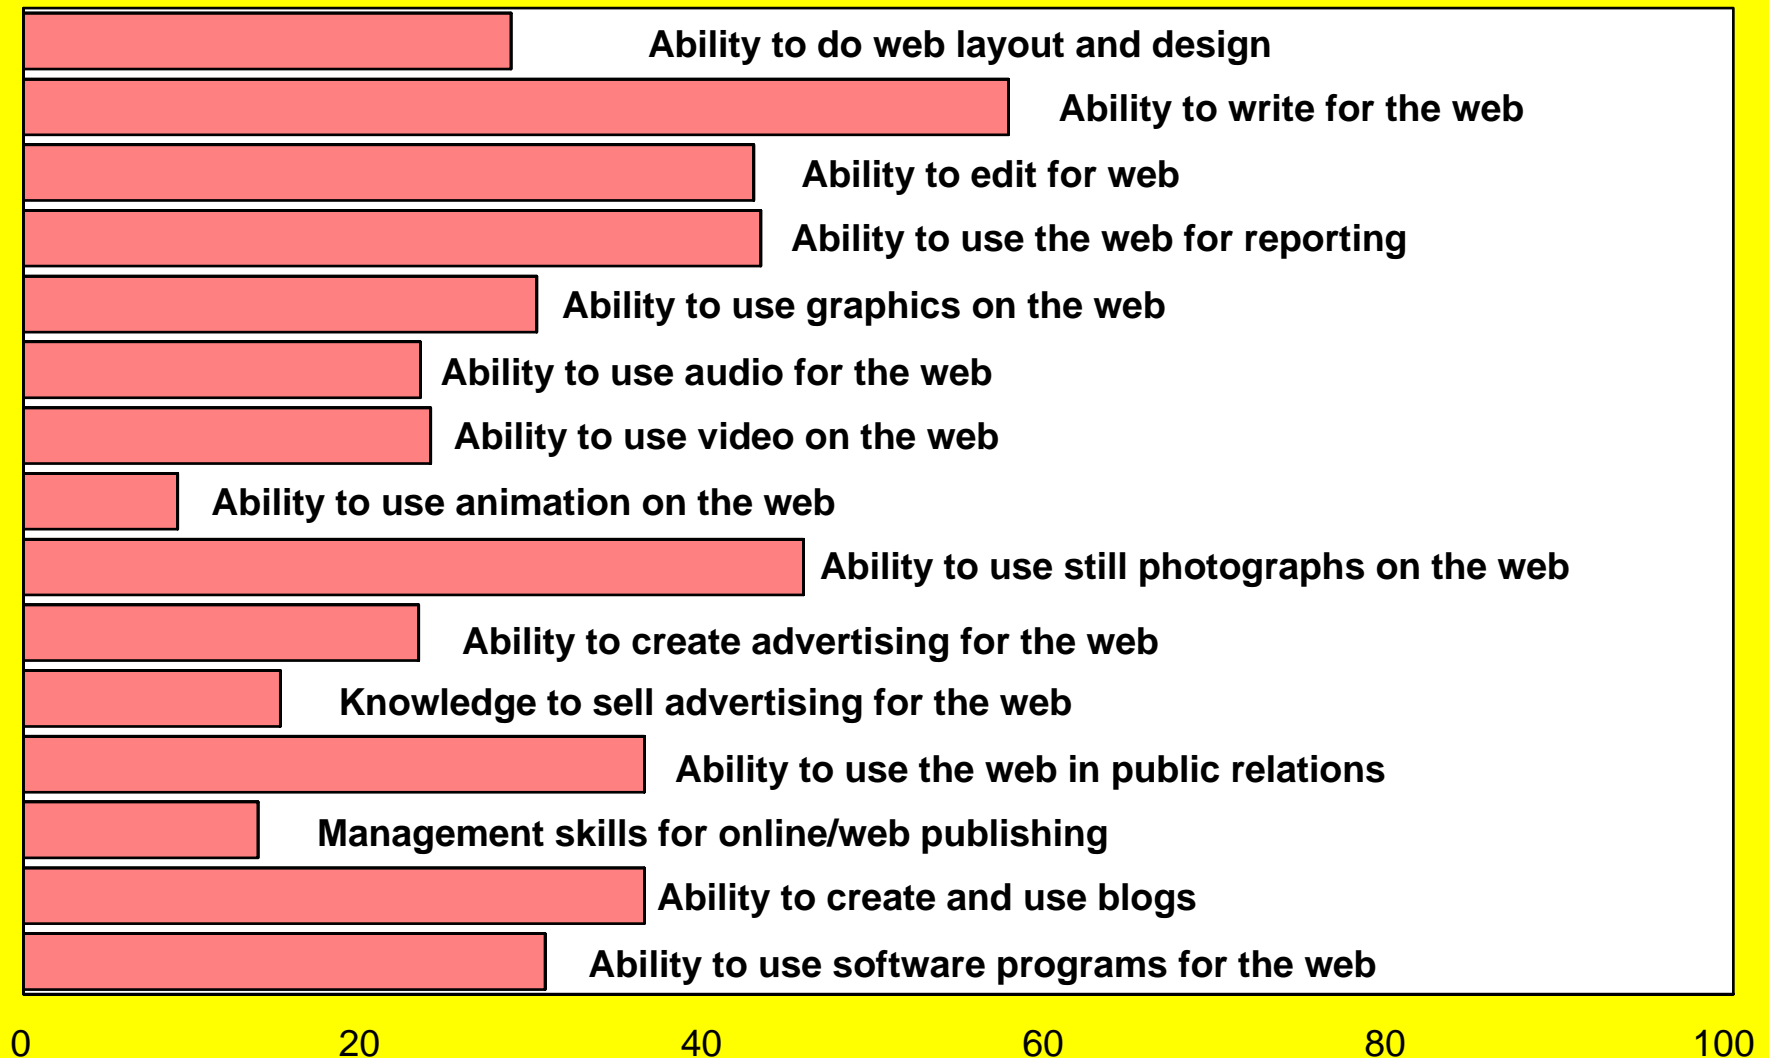 Ability to do web layout and design
Ability to write for the web
Ability to edit for web
Ability to use the web for reporting
Ability to use graphics on the web
Ability to use audio for the web
Ability to use video on the web
Ability to use animation on the web
Ability to use still photographs on the web
Ability to create advertising for the web
Knowledge to sell advertising for the web
Ability to use the web in public relations
Management skills for online/web publishing
Ability to create and use blogs
Ability to use software programs for the web
0 20 40 60 80 100